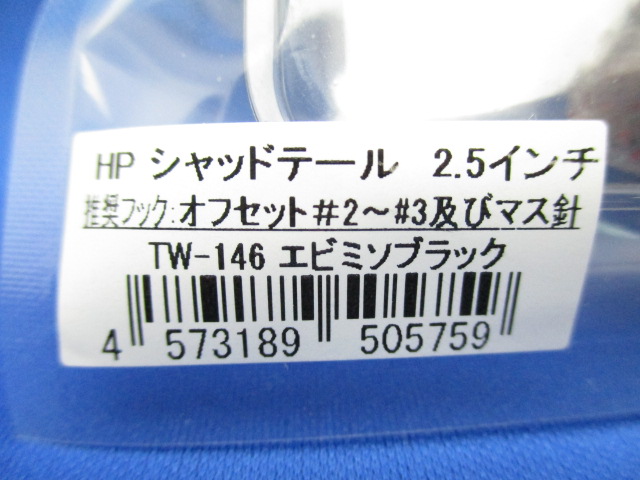 HP シャッドテール 2.5インチ
推奨フック:オフセット#2～#3及びマス針
TW-146 エビミソブラック
4 573189 505759